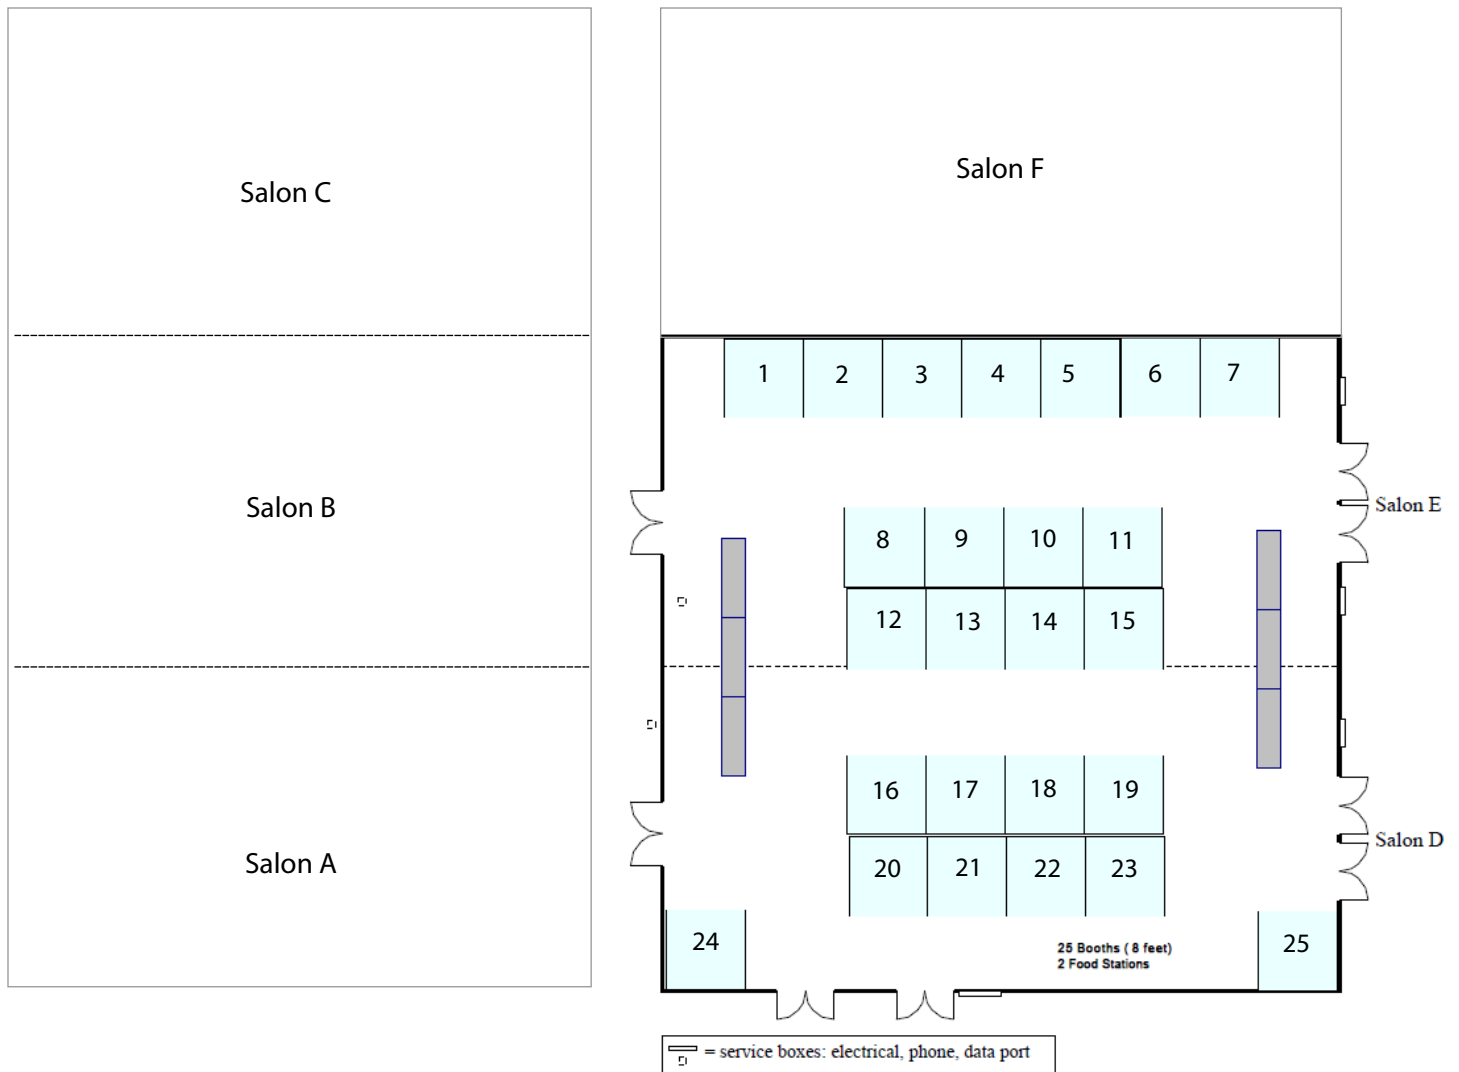 Salon C
Salon F
1 2 3 4 5 6 7
Salon B
Salon E
8 9 10 11
12 13 14 15
16 17 18 19
Salon A
Salon D
20 21 22 23
24
25 Booths ( 8 feet)
2 Food Stations
25
= service boxes: electrical, phone, data port